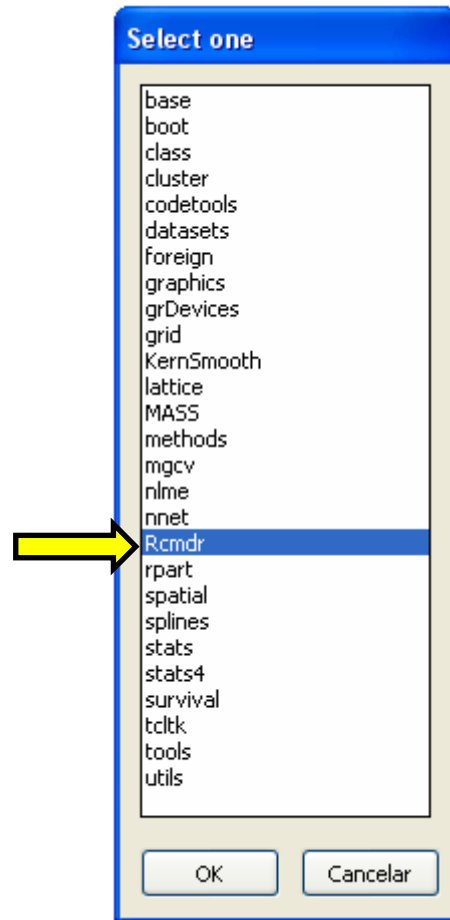 Select one
base
boot
class
cluster
codetools
datasets
foreign
graphics
grDevices
grid
KernSmooth
lattice
MASS
methods
mgcv
nlme
nnet
Rcmdr
rpart
spatial
splines
stats
stats4
survival
tcltk
tools
utils
OK Cancelar